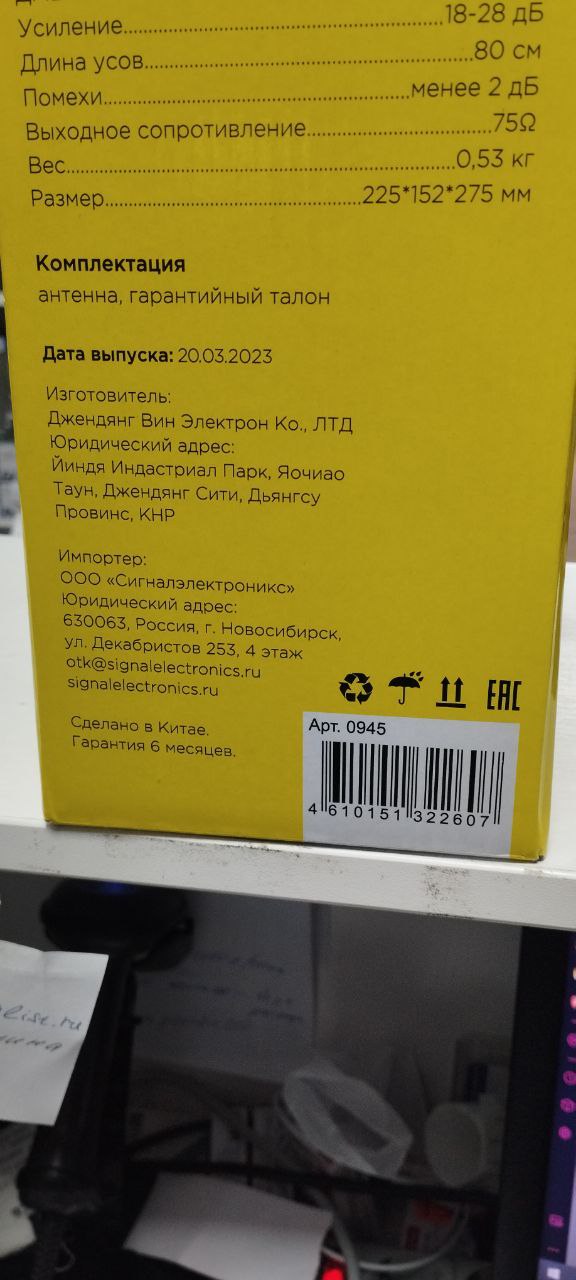 Усиление..............................................18-28 дБ
Длина усов................................................80 см
Помехи.............................................менее 2 дБ
Выходное сопротивление...........................75Ω
Вес.........................................................0,53 кг
Размер.....................................225*152*275 мм
Комплектация
антенна, гарантийный талон
Дата выпуска: 20.03.2023
Изготовитель:
Джендянг Вин Электрон Ко., ЛТД
Юридический адрес:
Йиндя Индастриал Парк, Яочиао
Таун, Джендянг Сити, Дьянгсу
Провинс, КНР
Импортер:
ООО «Сигналэлектроникс»
Юридический адрес:
630063, Россия, г. Новосибирск,
ул. Декабристов 253, 4 этаж
otk@signalelectronics.ru
signalelectronics.ru
EAC
Сделано в Китае.
Гарантия 6 месяцев.
Арт. 0945
4 610151 322607